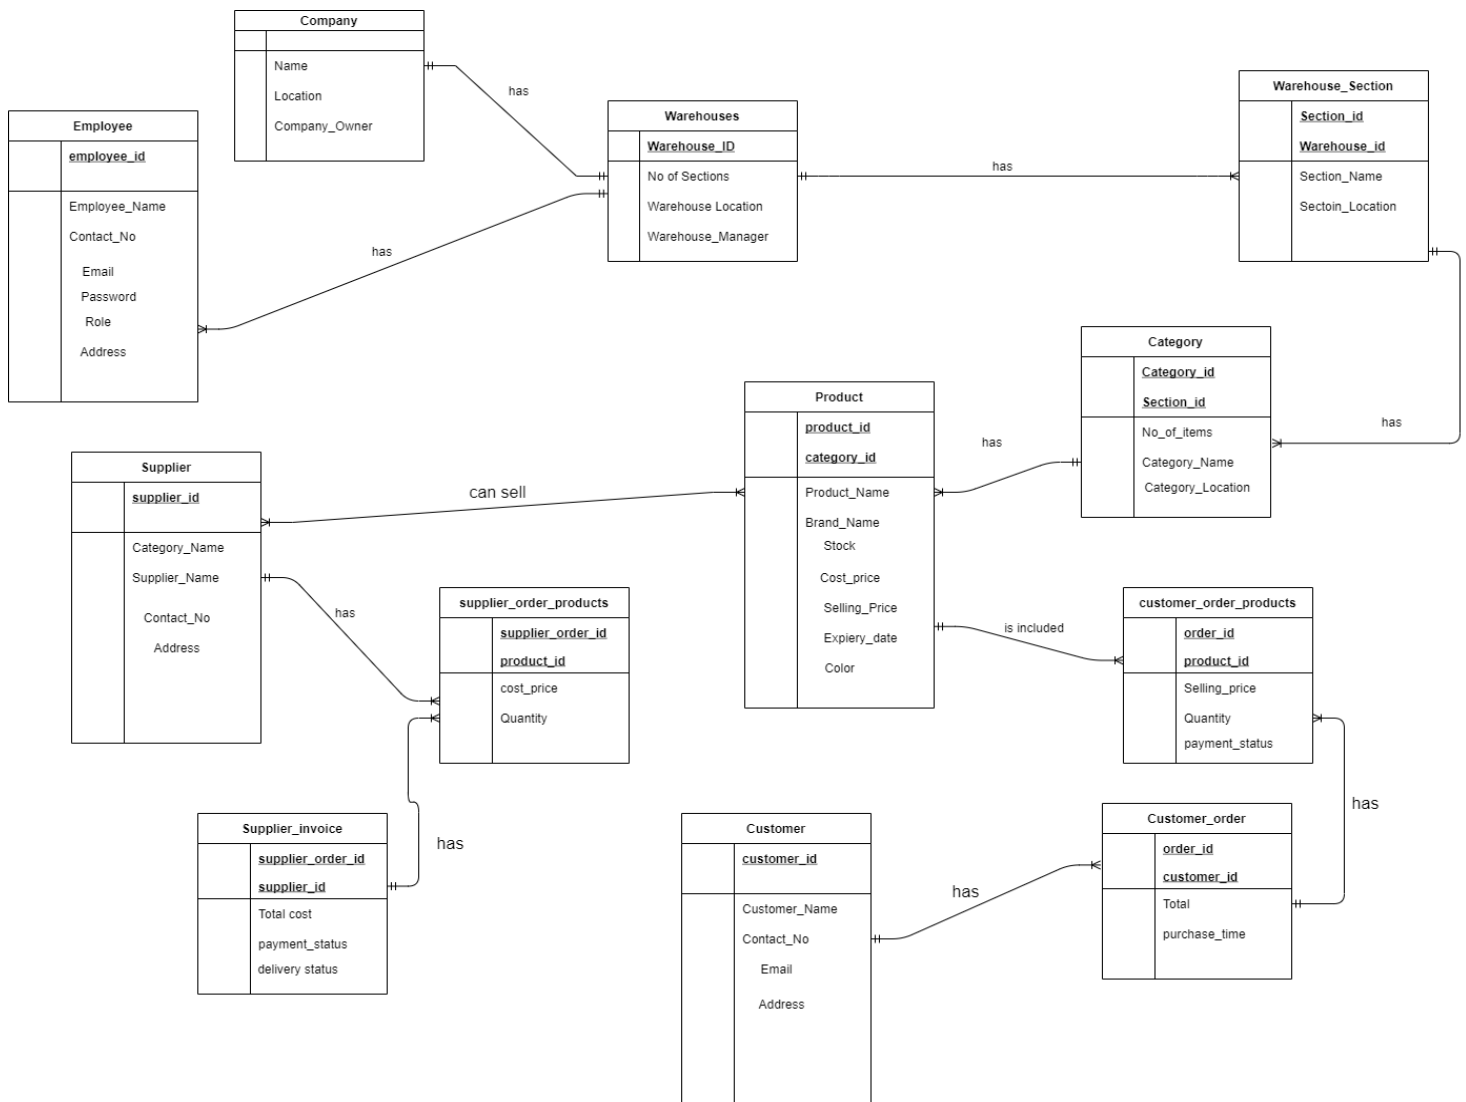 Company
Name
Location
Company_Owner
has
Employee
employee_id
Employee_Name
Contact_No
Email
Password
Role
Address
has
Warehouses
Warehouse_ID
No of Sections
Warehouse Location
Warehouse_Manager
has
Warehouse_Section
Section_id
Warehouse_id
Section_Name
Sectoin_Location
has
Category
Category_id
Section_id
No_of_items
Category_Name
Category_Location
has
Product
product_id
category_id
Product_Name
Brand_Name
Stock
Cost_price
Selling_Price
Expiery_date
Color
can sell
Supplier
supplier_id
Category_Name
Supplier_Name
Contact_No
Address
has
supplier_order_products
supplier_order_id
product_id
cost_price
Quantity
is included
customer_order_products
order_id
product_id
Selling_price
Quantity
payment_status
has
Supplier_invoice
supplier_order_id
supplier_id
Total cost
payment_status
delivery status
has
Customer
customer_id
Customer_Name
Contact_No
Email
Address
has
Customer_order
order_id
customer_id
Total
purchase_time